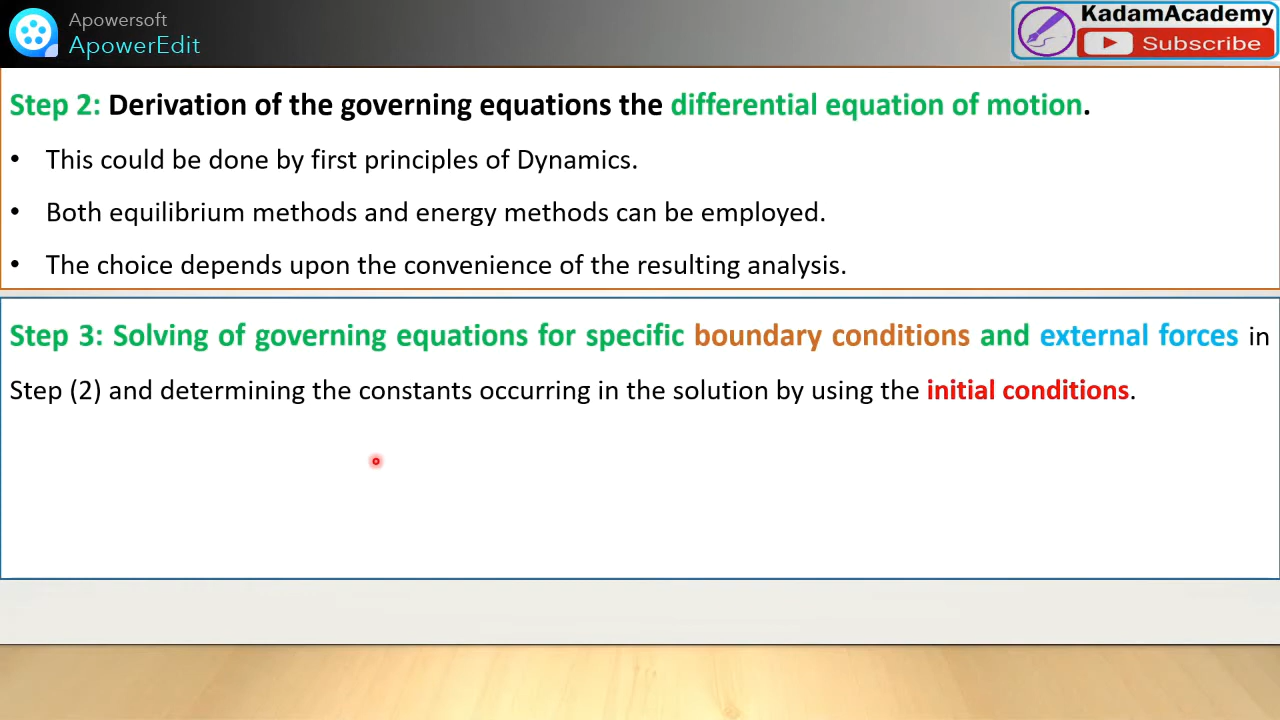 Apowersoft
ApowerEdit
KadamAcademy
Subscribe
Step 2: Derivation of the governing equations the differential equation of motion.
• This could be done by first principles of Dynamics.
• Both equilibrium methods and energy methods can be employed.
• The choice depends upon the convenience of the resulting analysis.
Step 3: Solving of governing equations for specific boundary conditions and external forces in
Step (2) and determining the constants occurring in the solution by using the initial conditions.